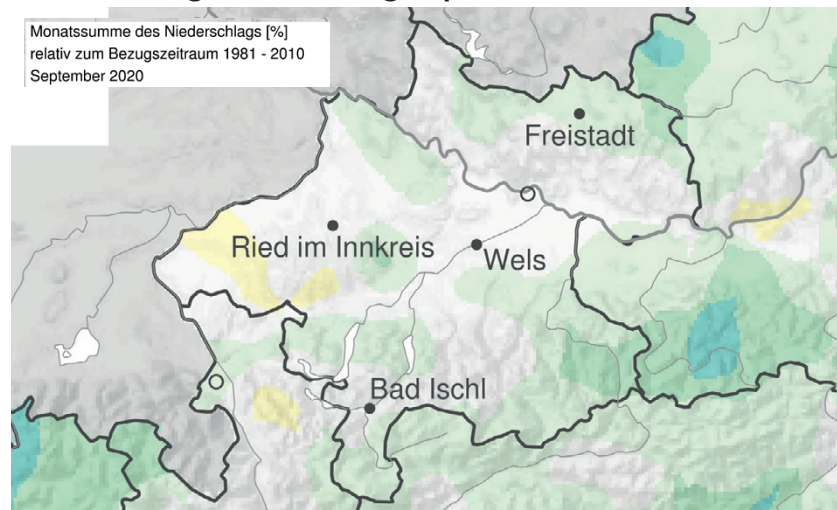 Monatssumme des Niederschlags [%]
relativ zum Bezugszeitraum 1981 - 2010
September 2020
Freistadt
Ried im Innkreis
Wels
Bad Ischl